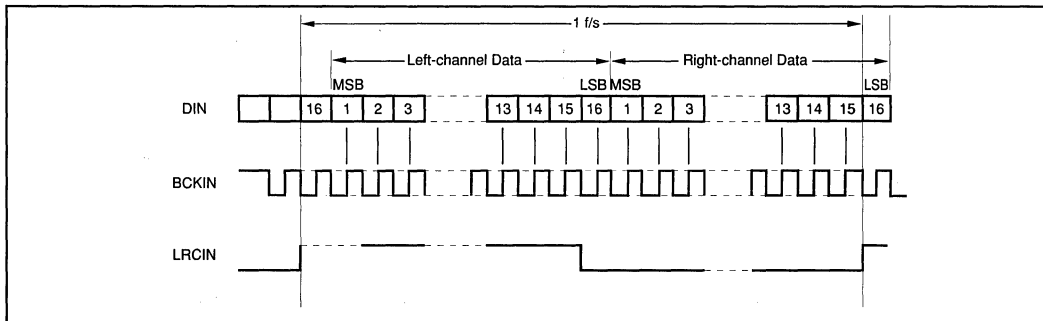 1 f/s
Left-channel Data Right-channel Data
MSB LSB MSB LSB
DIN 16 1 2 3 13 14 15 16 1 2 3 13 14 15 16
BCKIN
LRCIN